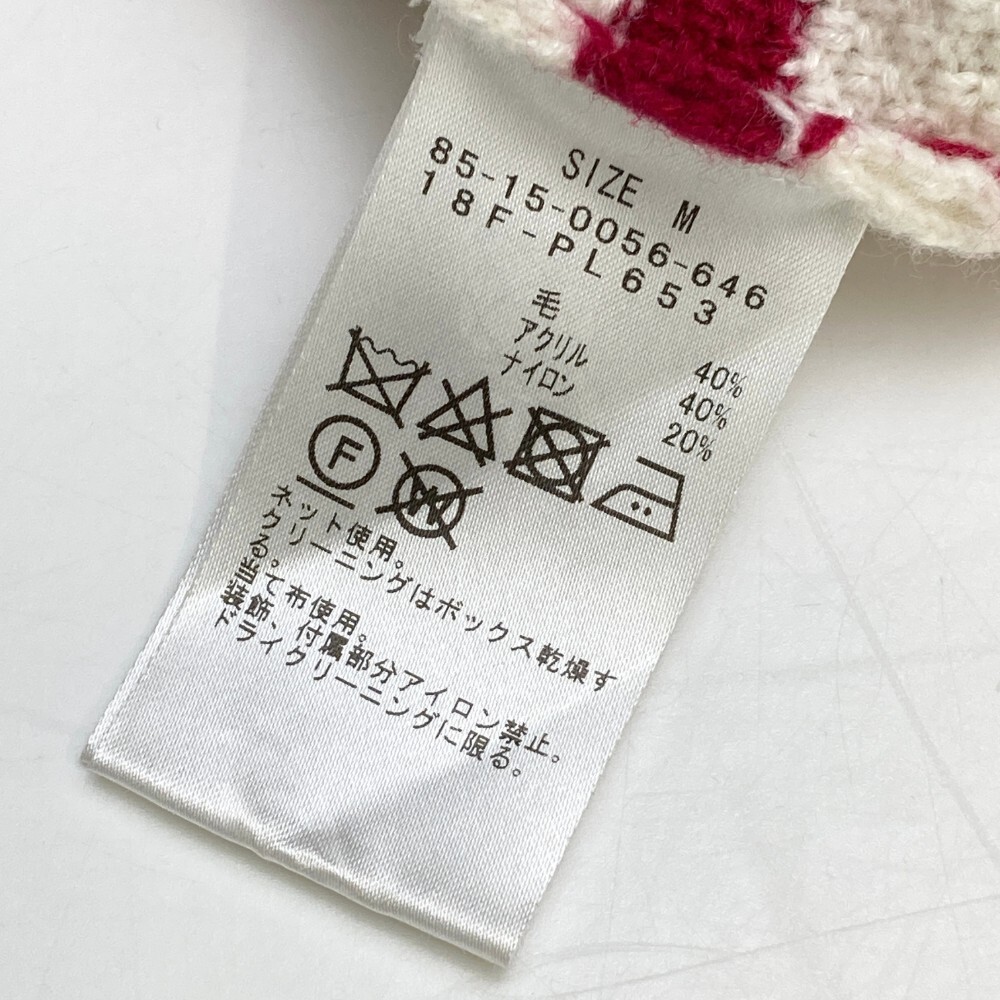 SIZE M
85-15-0056-646
18F-PL653
毛 40%
アクリル 40%
ナイロン 20%
F W
ネット使用。
クリーニングはボックス乾燥す
る。
当て布使用。
装飾、付属部分アイロン禁止。
ドライクリーニングに限る。